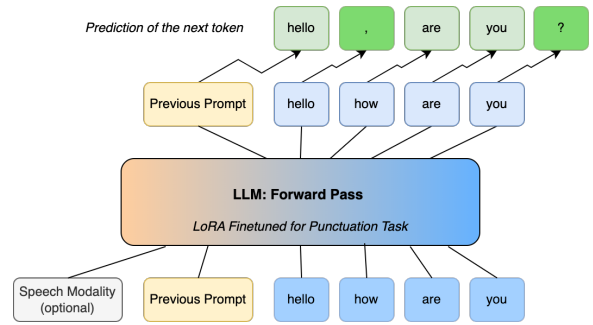 Prediction of the next token
hello , are you ?
Previous Prompt hello how are you
LLM: Forward Pass
LoRA Finetuned for Punctuation Task
Speech Modality
(optional)
Previous Prompt hello how are you